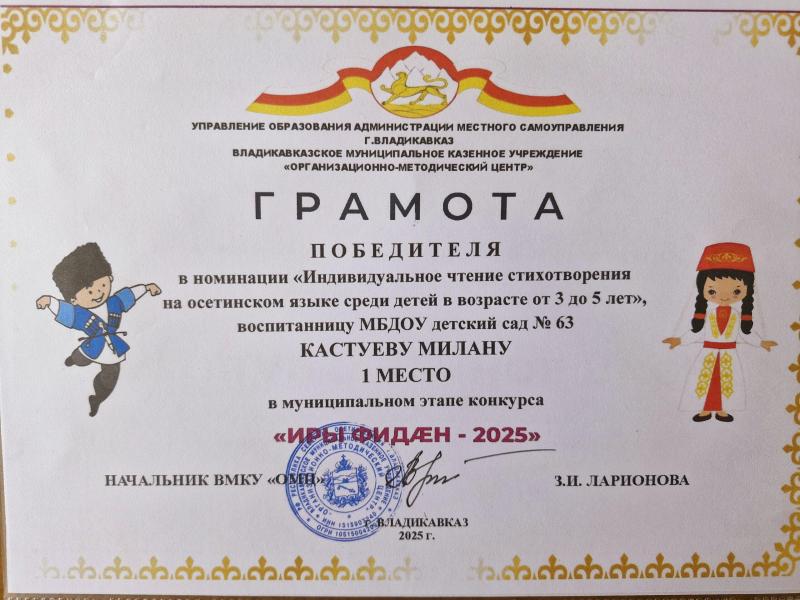 УПРАВЛЕНИЕ ОБРАЗОВАНИЯ АДМИНИСТРАЦИИ МЕСТНОГО САМОУПРАВЛЕНИЯ
Г.ВЛАДИКАВКАЗ
ВЛАДИКАВКАЗСКОЕ МУНИЦИПАЛЬНОЕ КАЗЕННОЕ УЧРЕЖДЕНИЕ
«ОРГАНИЗАЦИОННО-МЕТОДИЧЕСКИЙ ЦЕНТР»
ГРАМОТА
ПОБЕДИТЕЛЯ
в номинации «Индивидуальное чтение стихотворения
на осетинском языке среди детей в возрасте от 3 до 5 лет»,
воспитанницу МБДОУ детский сад № 63
КАСТУЕВУ МИЛАНУ
1 МЕСТО
в муниципальном этапе конкурса
«ИРЫ ФИДÆН - 2025»
НАЧАЛЬНИК ВМКУ «ОМЦ»
З.И. ЛАРИОНОВА
г. ВЛАДИКАВКАЗ
2025 г.